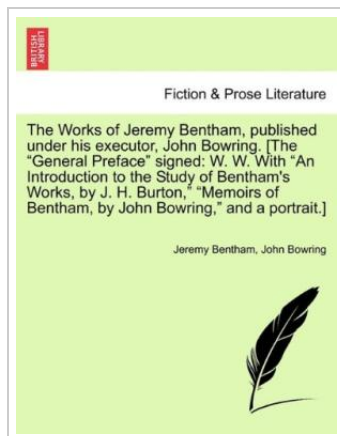 BRITISH
LIBRARY
Fiction & Prose Literature
The Works of Jeremy Bentham, published
under his executor, John Bowring. [The
“General Preface” signed: W. W. With “An
Introduction to the Study of Bentham's
Works, by J. H. Burton,” “Memoirs of
Bentham, by John Bowring,” and a portrait.]
Jeremy Bentham, John Bowring